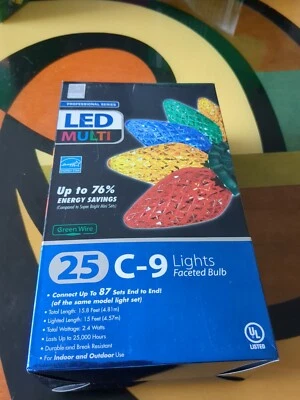 PROFESSIONAL SERIES
LED
MULTI
Up to 76%
ENERGY SAVINGS
Green Wire
25 C-9 Lights
Faceted Bulb
• Connect Up To 87 Sets End to End!
(of the same model light set)
• Total Length: 15.8 Feet (4.81m)
• Lighted Length: 15 Feet (4.57m)
• Total Wattage: 2.4 Watts
• Lasts Up to 25,000 Hours
• Durable and Break Resistant
• For Indoor and Outdoor Use
UL
LISTED